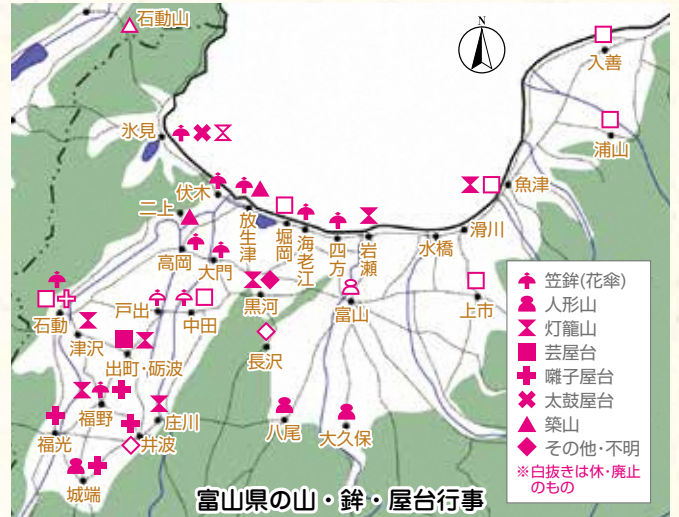 石動山
N
入善
氷見
浦山
伏木
魚津
二上
放生津
堀岡
海老江
四方
岩瀬
水橋
滑川
高岡
大門
黒河
富山
上市
石動
戸出
中田
津沢
長沢
出町・砺波
福野
庄川
八尾
大久保
福光
井波
城端
笠鉾(花傘)
人形山
灯籠山
芸屋台
囃子屋台
太鼓屋台
築山
その他・不明
※白抜きは休・廃止
のもの
富山県の山・鉾・屋台行事